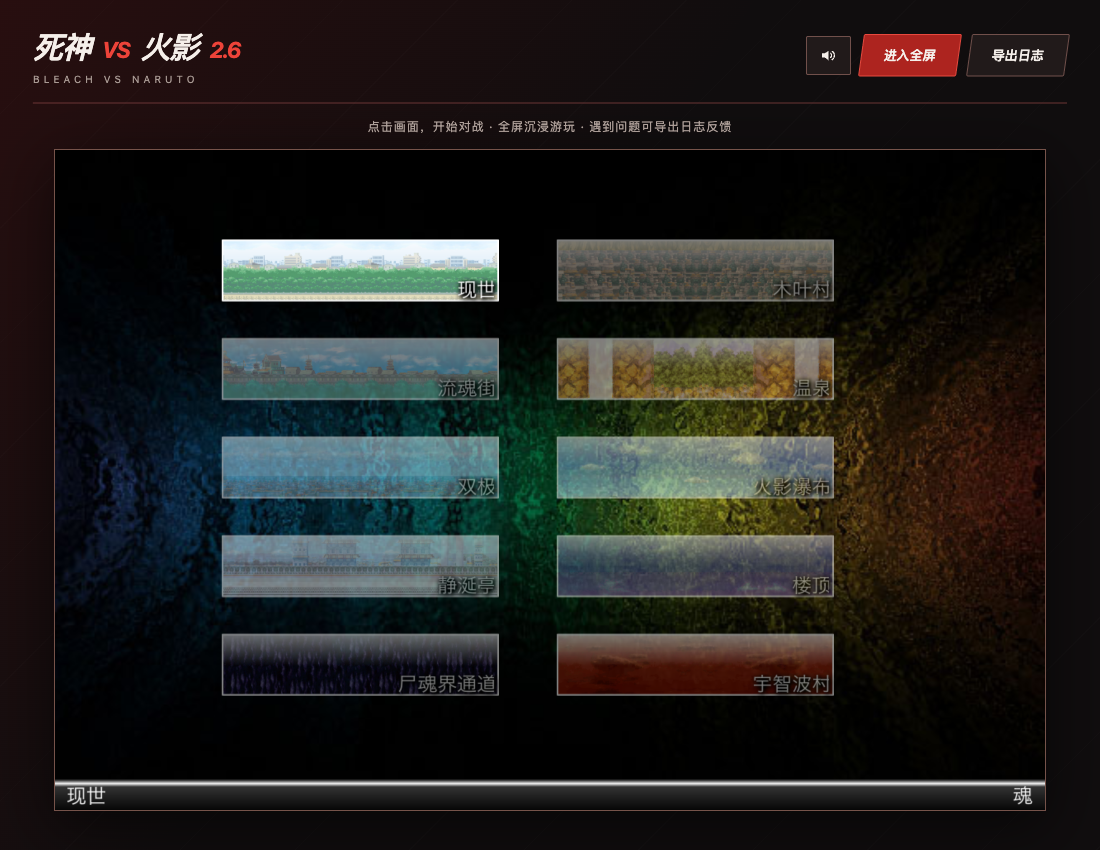 死神 VS 火影 2.6
BLEACH VS NARUTO
进入全屏
导出日志
点击画面，开始对战 · 全屏沉浸游玩 · 遇到问题可导出日志反馈
现世
木叶村
流魂街
温泉
双极
火影瀑布
静涎亭
楼顶
尸魂界通道
宇智波村
现世
魂